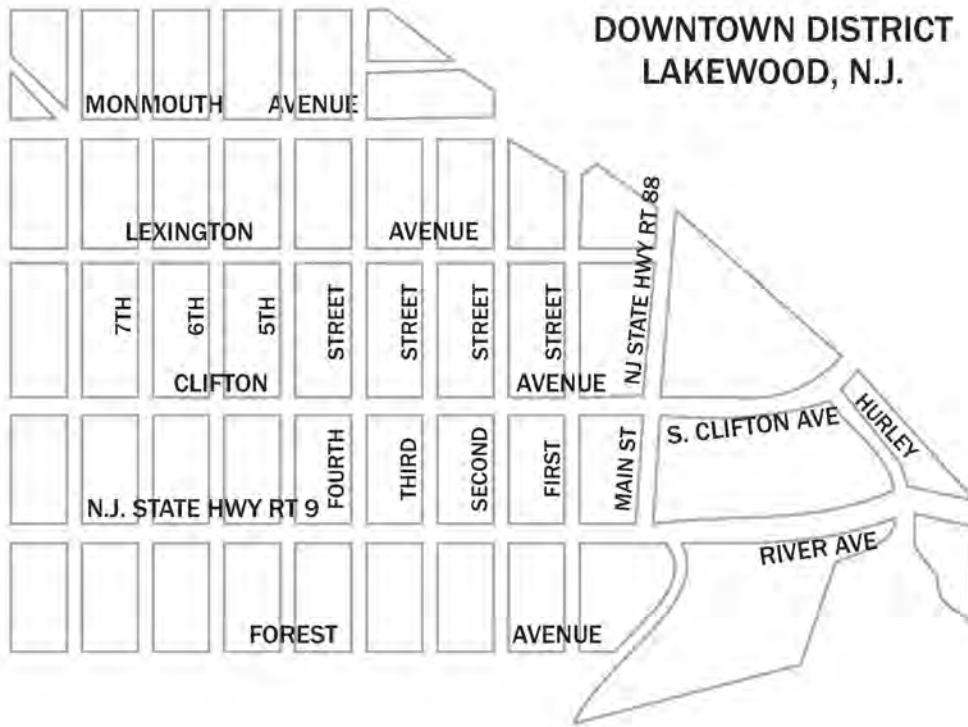 DOWNTOWN DISTRICT
LAKEWOOD, N.J.
MONMOUTH AVENUE
LEXINGTON AVENUE
NJ STATE HWY RT 88
7TH
6TH
5TH
STREET
STREET
STREET
STREET
CLIFTON AVENUE
S. CLIFTON AVE
HURLEY
FOURTH
THIRD
SECOND
FIRST
MAIN ST
N.J. STATE HWY RT 9
RIVER AVE
FOREST AVENUE